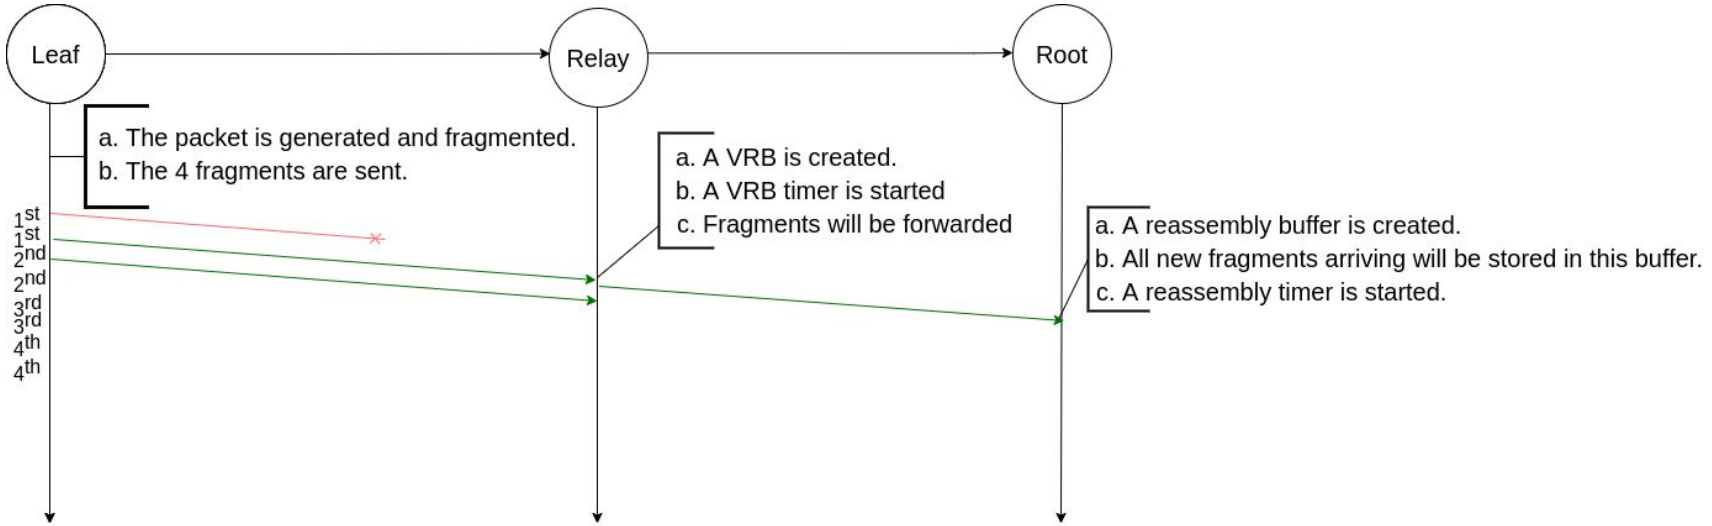 Leaf
Relay
Root
a. The packet is generated and fragmented.
b. The 4 fragments are sent.
a. A VRB is created.
b. A VRB timer is started
c. Fragments will be forwarded
a. A reassembly buffer is created.
b. All new fragments arriving will be stored in this buffer.
c. A reassembly timer is started.
1st
1st
2nd
2nd
3rd
3rd
4th
4th